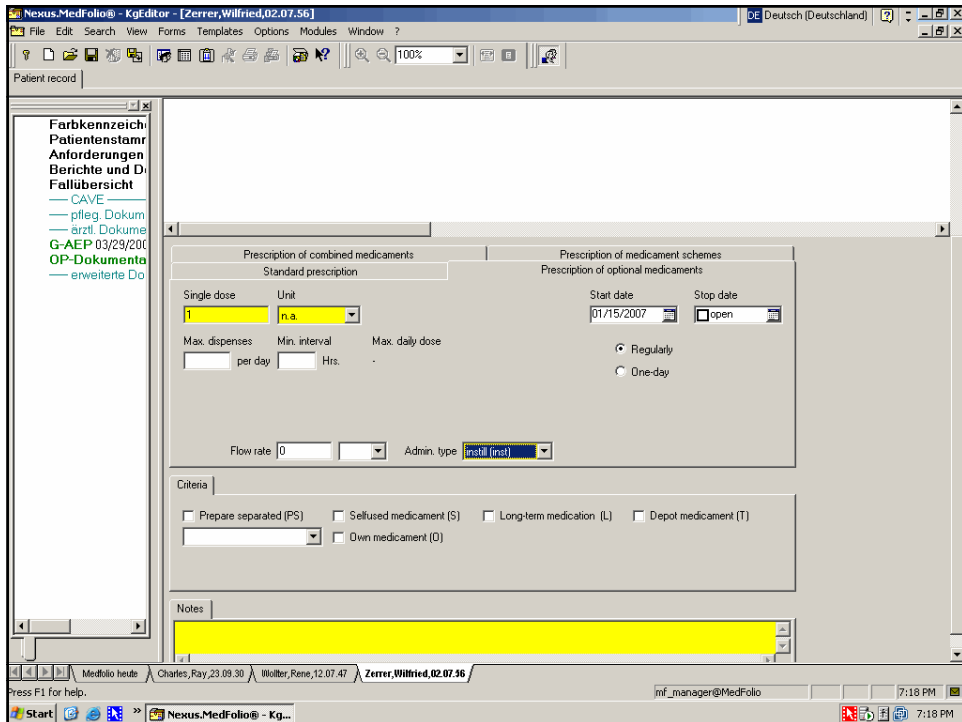 Nexus.MedFolio® - KgEditor - [Zerrer,Wilfried,02.07.56]
DE Deutsch (Deutschland)
File Edit Search View Forms Templates Options Modules Window ?
100%
Patient record
Farbkennzeiche
Patientenstamr
Anforderungen
Berichte und D
Fallübersicht
CAVE
pfleg. Dokum
ärztl. Dokume
G-AEP 03/29/200
OP-Dokumenta
erweiterte Do
Prescription of combined medicaments Prescription of medicament schemes
Standard prescription Prescription of optional medicaments
Single dose Unit Start date Stop date
1 n.a. 01/15/2007 open
Max. dispenses Min. interval Max. daily dose
per day Hrs. -
Regularly
One-day
Flow rate 0 Admin. type instill (inst)
Criteria
Prepare separated (PS) Selfused medicament (S) Long-term medication (L) Depot medicament (T)
Own medicament (O)
Notes
Medfolio heute Charles,Ray,23.09.30 Wollter,Rene,12.07.47 Zerrer,Wilfried,02.07.56
Press F1 for help. mf_manager@MedFolio 7:18 PM
Start » Nexus.MedFolio® - Kg... 7:18 PM